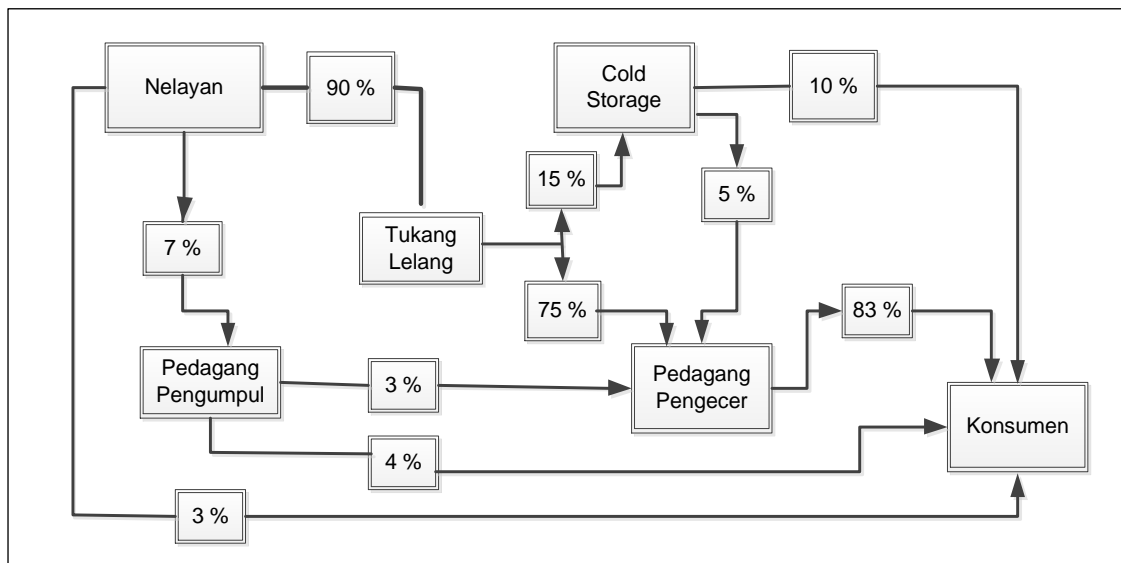 Nelayan
90 %
Cold
Storage
10 %
15 %
5 %
7 %
Tukang
Lelang
75 %
83 %
Pedagang
Pengumpul
3 %
Pedagang
Pengecer
Konsumen
4 %
3 %